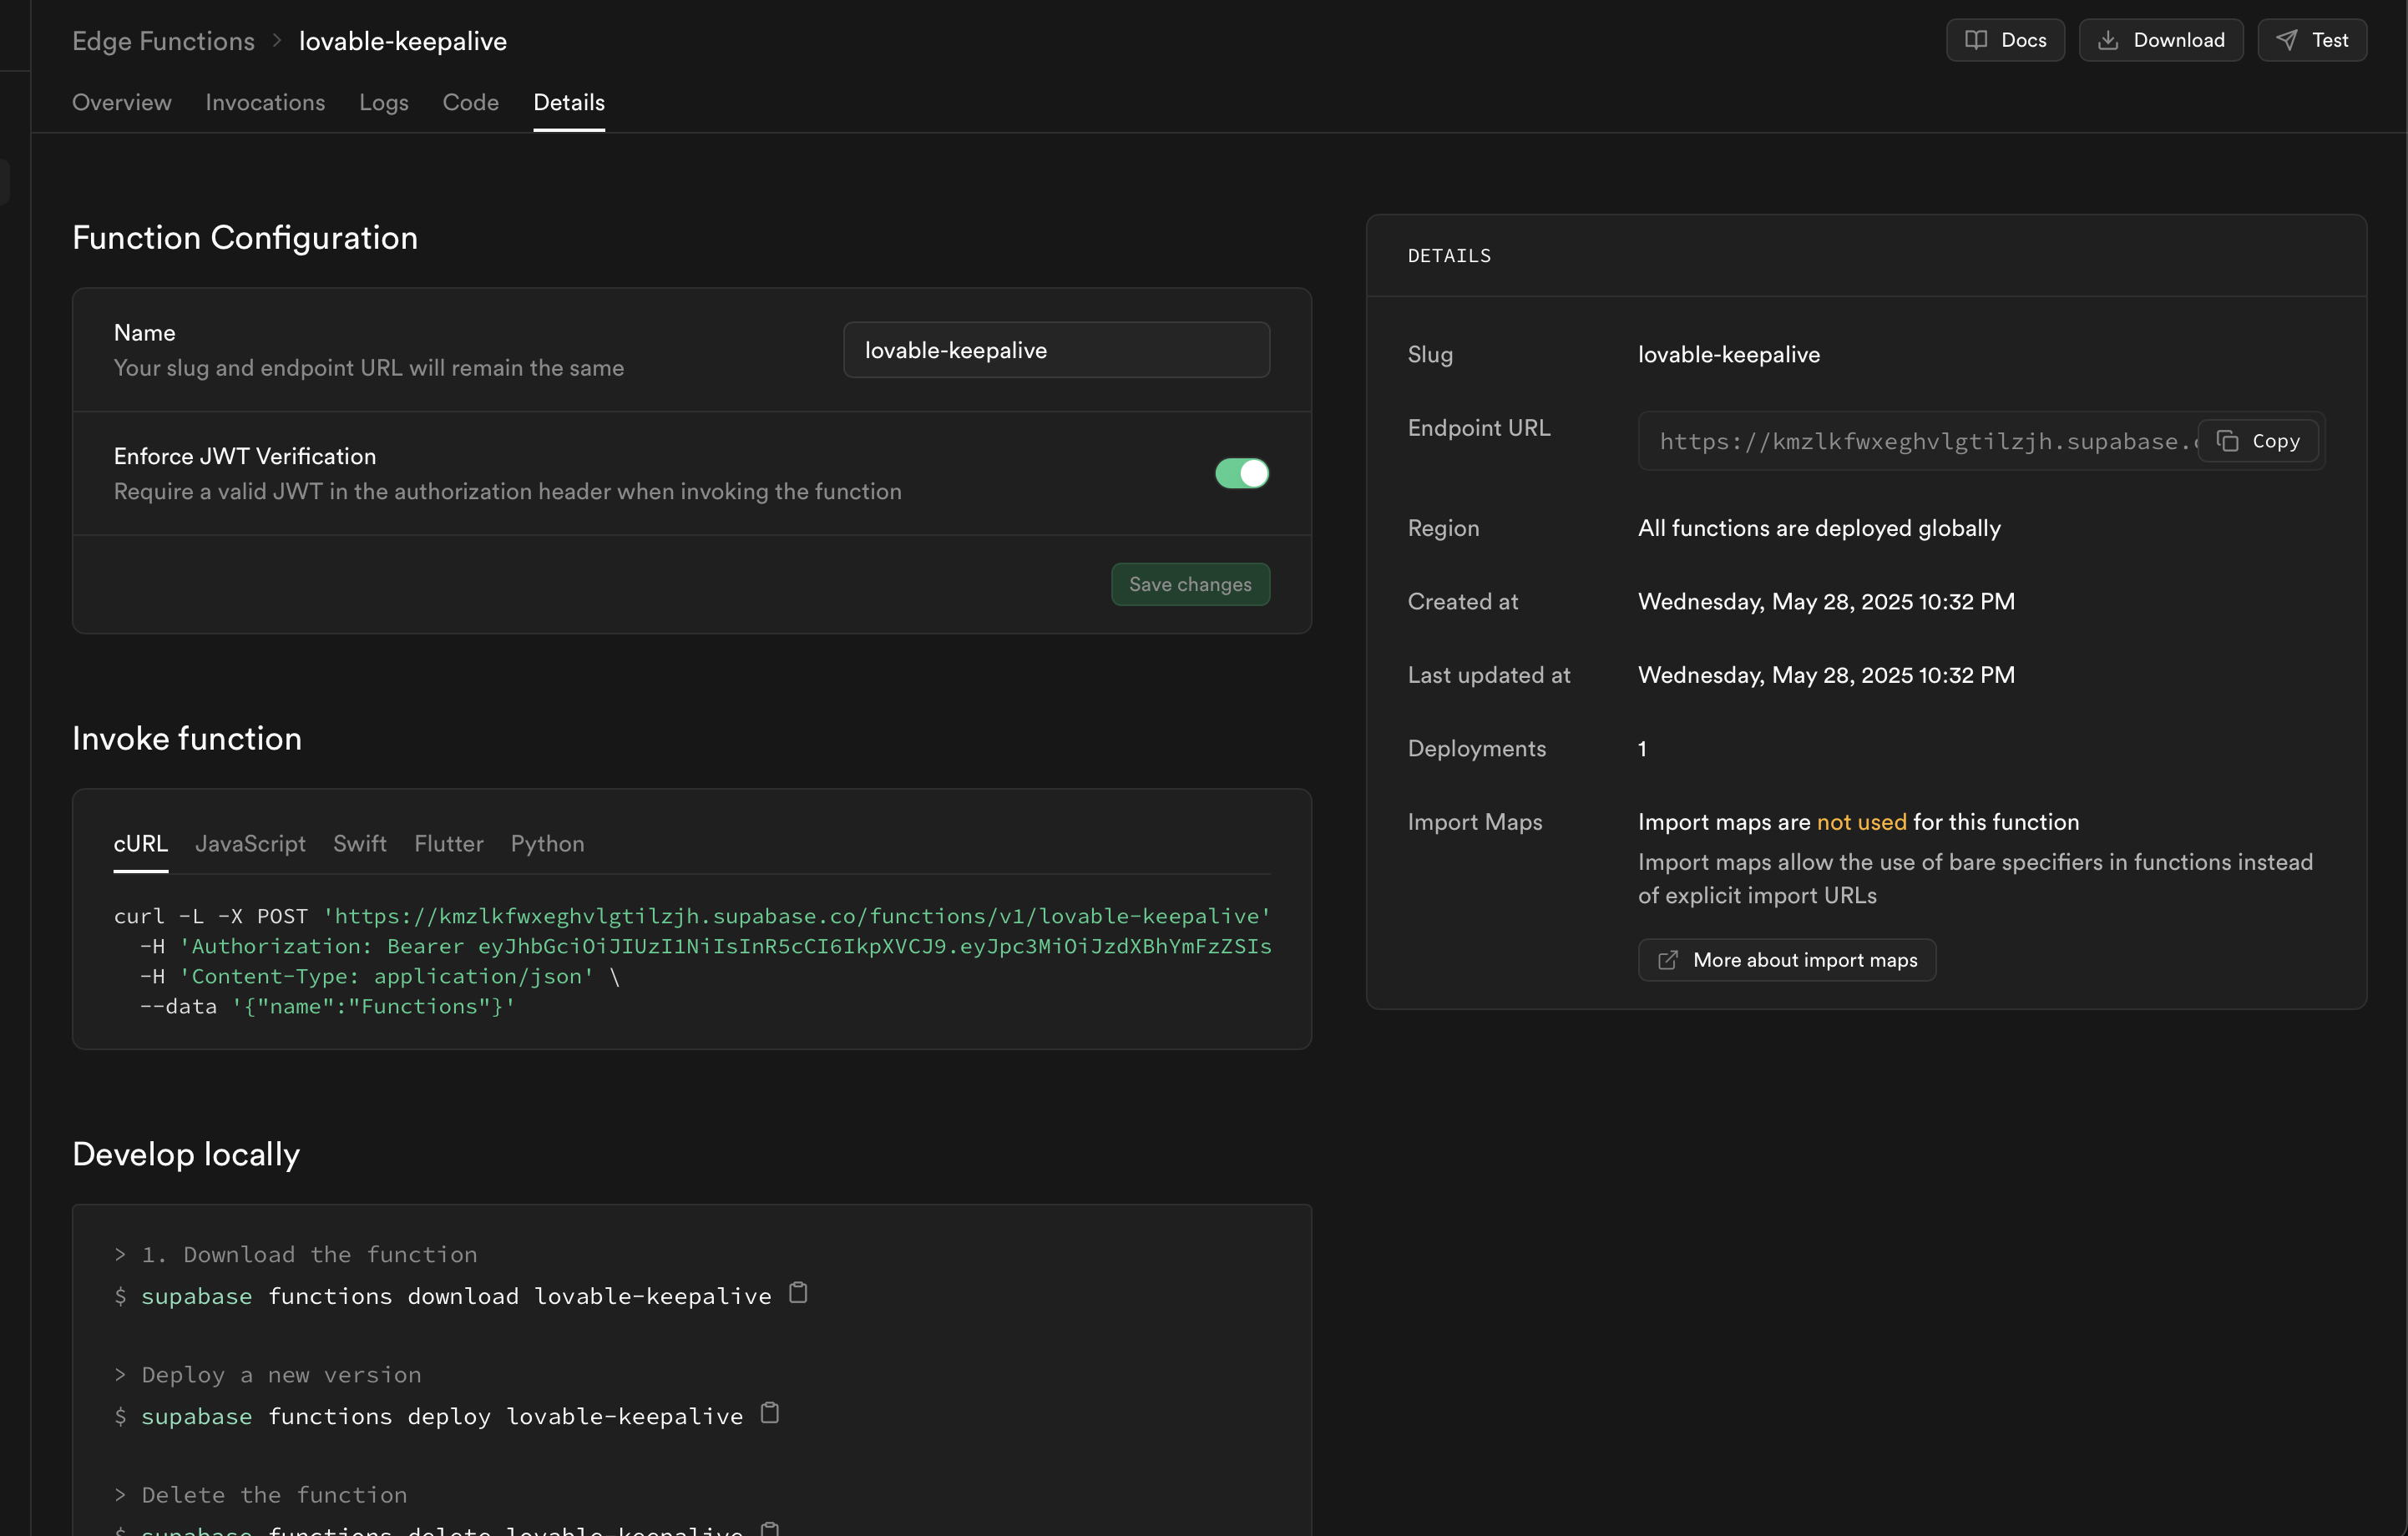 Edge Functions > lovable-keepalive
Docs
Download
Test
Overview
Invocations
Logs
Code
Details
Function Configuration
Name
Your slug and endpoint URL will remain the same
lovable-keepalive
Enforce JWT Verification
Require a valid JWT in the authorization header when invoking the function
Save changes
Invoke function
cURL
JavaScript
Swift
Flutter
Python
curl -L -X POST 'https://kmzlkfwxeghvlgtilzjh.supabase.co/functions/v1/lovable-keepalive'
-H 'Authorization: Bearer eyJhbGciOiJIUzI1NiIsInR5cCI6IkpXVCJ9.eyJpc3MiOiJzdXBhYmFzZSIs
-H 'Content-Type: application/json' \
--data '{"name":"Functions"}'
Develop locally
> 1. Download the function
$ supabase functions download lovable-keepalive
> Deploy a new version
$ supabase functions deploy lovable-keepalive
> Delete the function
$ supabase functions delete lovable-keepalive
DETAILS
Slug
lovable-keepalive
Endpoint URL
https://kmzlkfwxeghvlgtilzjh.supabase.
Copy
Region
All functions are deployed globally
Created at
Wednesday, May 28, 2025 10:32 PM
Last updated at
Wednesday, May 28, 2025 10:32 PM
Deployments
1
Import Maps
Import maps are not used for this function
Import maps allow the use of bare specifiers in functions instead
of explicit import URLs
More about import maps